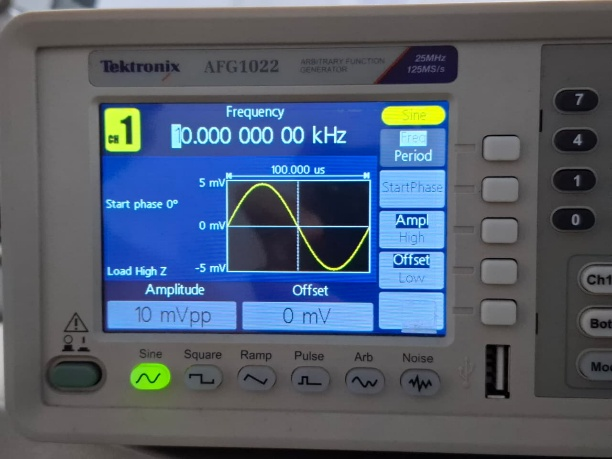 Tektronix AFG1022 ARBITRARY FUNCTION GENERATOR 25MHz 125MS/s
CH 1
Frequency
10.000 000 00 kHz
Sine
Freq
Period
StartPhase
Ampl
High
Offset
Low
100.000 us
5 mV
Start phase 0°
0 mV
Load High Z
-5 mV
Amplitude
Offset
10 mVpp
0 mV
Sine
Square
Ramp
Pulse
Arb
Noise
7
4
1
0
Ch1
Bot
Mo